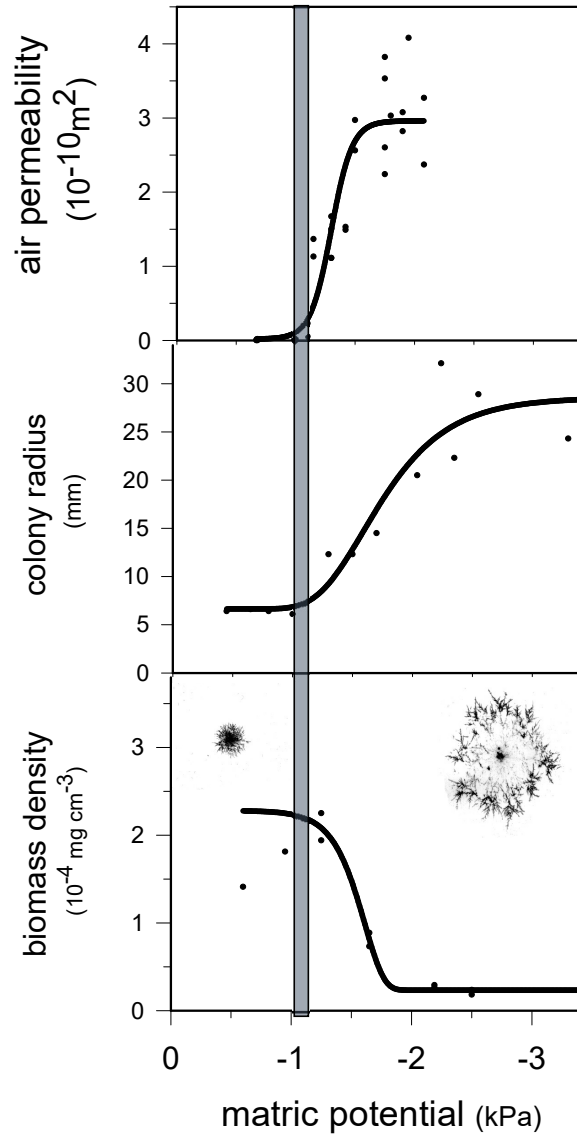 air permeability
(10-10m2)
4
3
2
1
0
colony radius
(mm)
30
25
20
15
10
5
0
biomass density
(10-4 mg cm-3)
3
2
1
0
0 -1 -2 -3
matric potential (kPa)